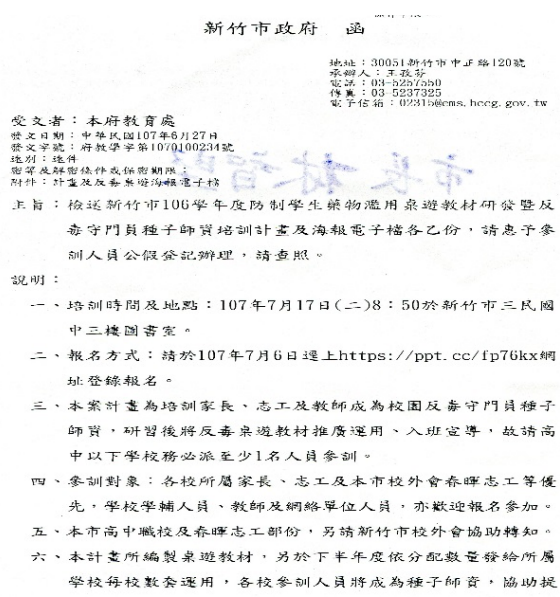 新竹市政府　函
地址：30051新竹市中正路120號
承辦人：王孜芬
電話：03-5257550
傳真：03-5237325
電子信箱：02315@ems.hccg.gov.tw
受文者：本府教育處
發文日期：中華民國107年6月27日
發文字號：府教學字第1070100234號
速別：速件
密等及解密條件或保密期限：
附件：計畫及反毒桌遊海報電子檔
市長 林智堅
主旨：檢送新竹市106學年度防制學生藥物濫用桌遊教材研發暨反
毒守門員種子師資培訓計畫及海報電子檔各乙份，請惠予參
訓人員公假登記辦理，請查照。
說明：
一、培訓時間及地點：107年7月17日(二)8：50於新竹市三民國
中三樓圖書室。
二、報名方式：請於107年7月6日逕上https://ppt.cc/fp76kx網
址登錄報名。
三、本案計畫為培訓家長、志工及教師成為校園反毒守門員種子
師資，研習後將反毒桌遊教材推廣運用、入班宣導，故請高
中以下學校務必派至少1名人員參訓。
四、參訓對象：各校所屬家長、志工及本市校外會春暉志工等優
先，學校學輔人員、教師及網絡單位人員，亦歡迎報名參加。
五、本市高中職校及春暉志工部份，另請新竹市校外會協助轉知。
六、本計畫所編製桌遊教材，另於下半年度依分配數量發給所屬
學校每校數套運用，各校參訓人員將成為種子師資，協助提